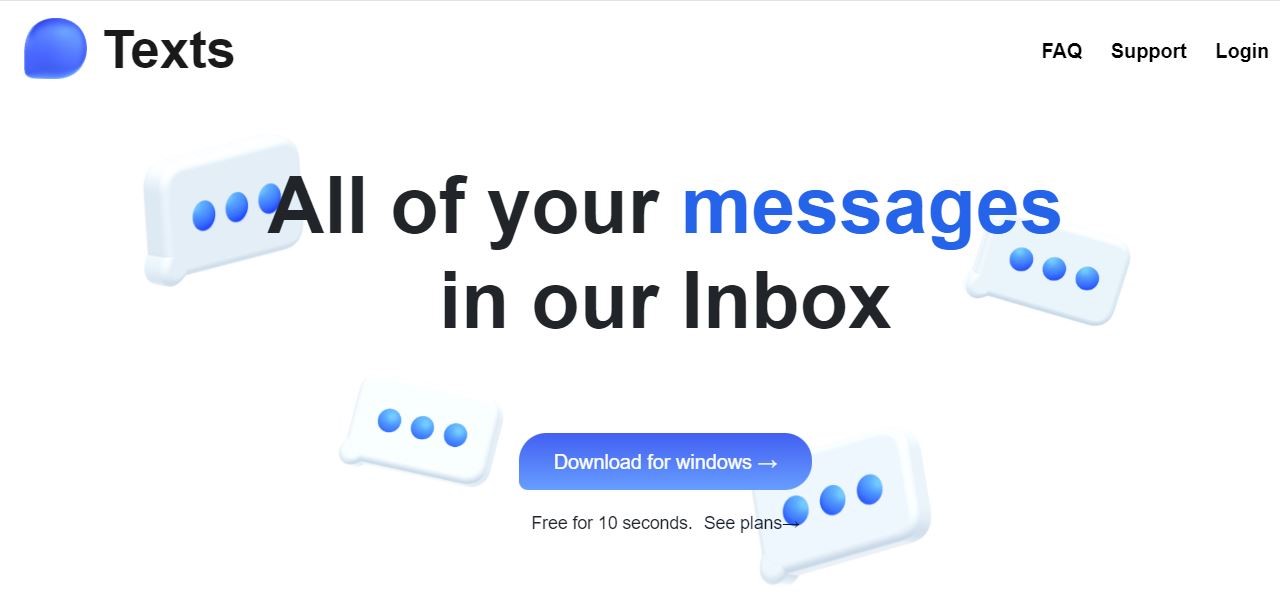 Texts
FAQ Support Login
All of your messages
in our Inbox
Download for windows →
Free for 10 seconds. See plans→